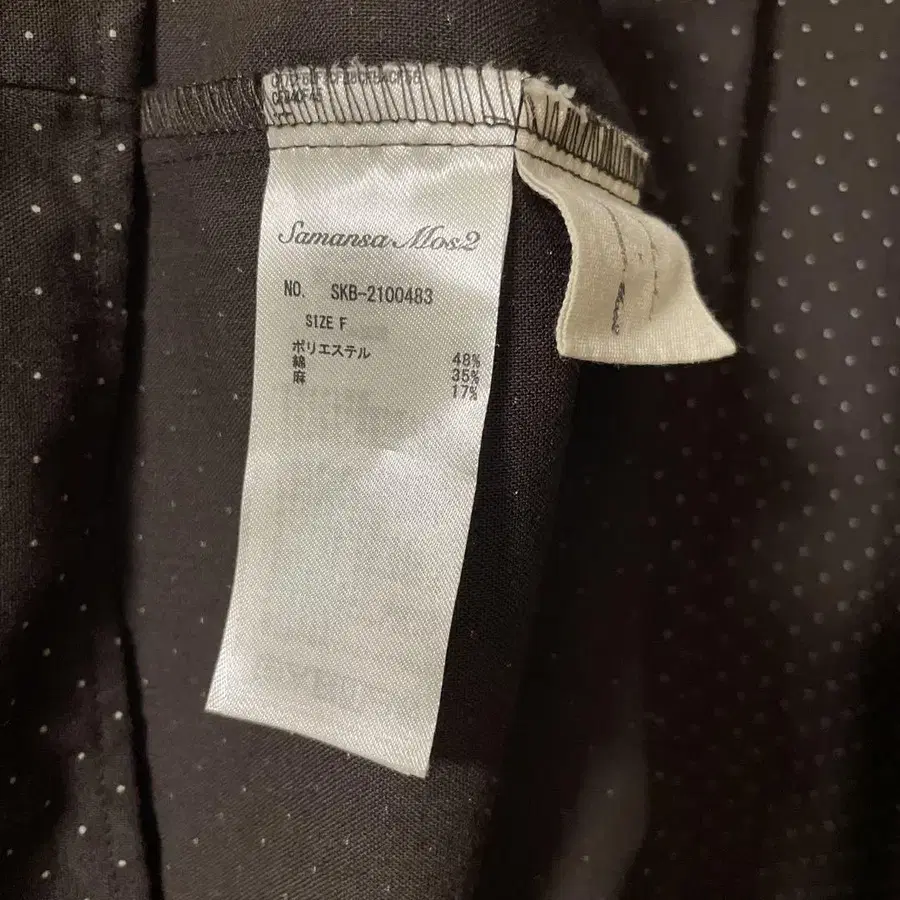 Samansa Mos2
NO. SKB-2100483
SIZE F
ポリエステル 48%
綿 35%
麻 17%